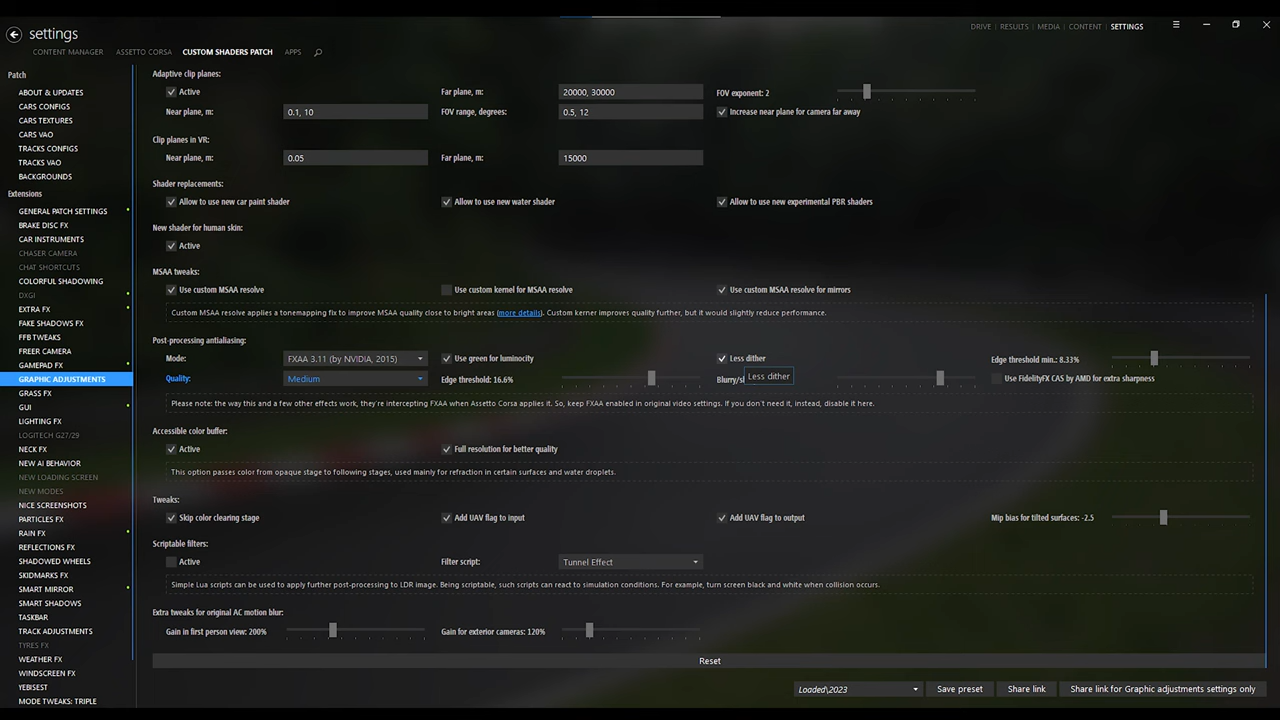 settings
DRIVE | RESULTS | MEDIA | CONTENT | SETTINGS
CONTENT MANAGER ASSETTO CORSA CUSTOM SHADERS PATCH APPS
Patch
ABOUT & UPDATES
CARS CONFIGS
CARS TEXTURES
CARS VAO
TRACKS CONFIGS
TRACKS VAO
BACKGROUNDS
Extensions
GENERAL PATCH SETTINGS
BRAKE DISC FX
CAR INSTRUMENTS
CHASER CAMERA
CHAT SHORTCUTS
COLORFUL SHADOWING
DXGI
EXTRA FX
FAKE SHADOWS FX
FFB TWEAKS
FREER CAMERA
GAMEPAD FX
GRAPHIC ADJUSTMENTS
GRASS FX
GUI
LIGHTING FX
LOGITECH G27/29
NECK FX
NEW AI BEHAVIOR
NEW LOADING SCREEN
NEW MODES
NICE SCREENSHOTS
PARTICLES FX
RAIN FX
REFLECTIONS FX
SHADOWED WHEELS
SKIDMARKS FX
SMART MIRROR
SMART SHADOWS
TASKBAR
TRACK ADJUSTMENTS
TYRES FX
WEATHER FX
WINDSCREEN FX
YEBISEST
MODE TWEAKS: TRIPLE
Adaptive clip planes:
Active Far plane, m: 20000, 30000 FOV exponent: 2
Near plane, m: 0.1, 10 FOV range, degrees: 0.5, 12 Increase near plane for camera far away
Clip planes in VR:
Near plane, m: 0.05 Far plane, m: 15000
Shader replacements:
Allow to use new car paint shader Allow to use new water shader Allow to use new experimental PBR shaders
New shader for human skin:
Active
MSAA tweaks:
Use custom MSAA resolve Use custom kernel for MSAA resolve Use custom MSAA resolve for mirrors
Custom MSAA resolve applies a tonemapping fix to improve MSAA quality close to bright areas (more details). Custom kerner improves quality further, but it would slightly reduce performance.
Post-processing antialiasing:
Mode: FXAA 3.11 (by NVIDIA, 2015) Use green for luminocity Less dither Edge threshold min.: 8.33%
Quality: Medium Edge threshold: 16.6% Less dither Use FidelityFX CAS by AMD for extra sharpness
Please note: the way this and a few other effects work, they're intercepting FXAA when Assetto Corsa applies it. So, keep FXAA enabled in original video settings. If you don't need it, instead, disable it here.
Accessible color buffer:
Active Full resolution for better quality
This option passes color from opaque stage to following stages, used mainly for refraction in certain surfaces and water droplets.
Tweaks:
Skip color clearing stage Add UAV flag to input Add UAV flag to output Mip bias for tilted surfaces: -2.5
Scriptable filters:
Active Filter script: Tunnel Effect
Simple Lua scripts can be used to apply further post-processing to LDR image. Being scriptable, such scripts can react to simulation conditions. For example, turn screen black and white when collision occurs.
Extra tweaks for original AC motion blur:
Gain in first person view: 200% Gain for exterior cameras: 120%
Reset
Loaded\2023 Save preset Share link Share link for Graphic adjustments settings only